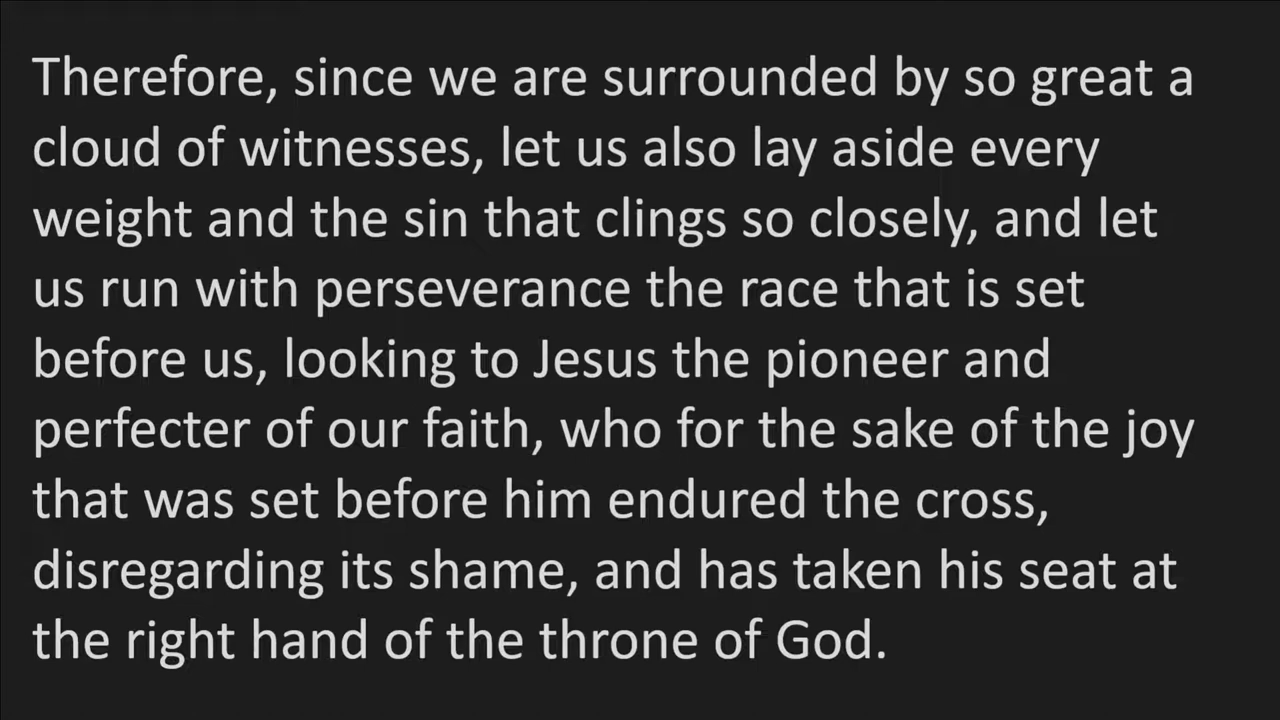 Therefore, since we are surrounded by so great a
cloud of witnesses, let us also lay aside every
weight and the sin that clings so closely, and let
us run with perseverance the race that is set
before us, looking to Jesus the pioneer and
perfecter of our faith, who for the sake of the joy
that was set before him endured the cross,
disregarding its shame, and has taken his seat at
the right hand of the throne of God.